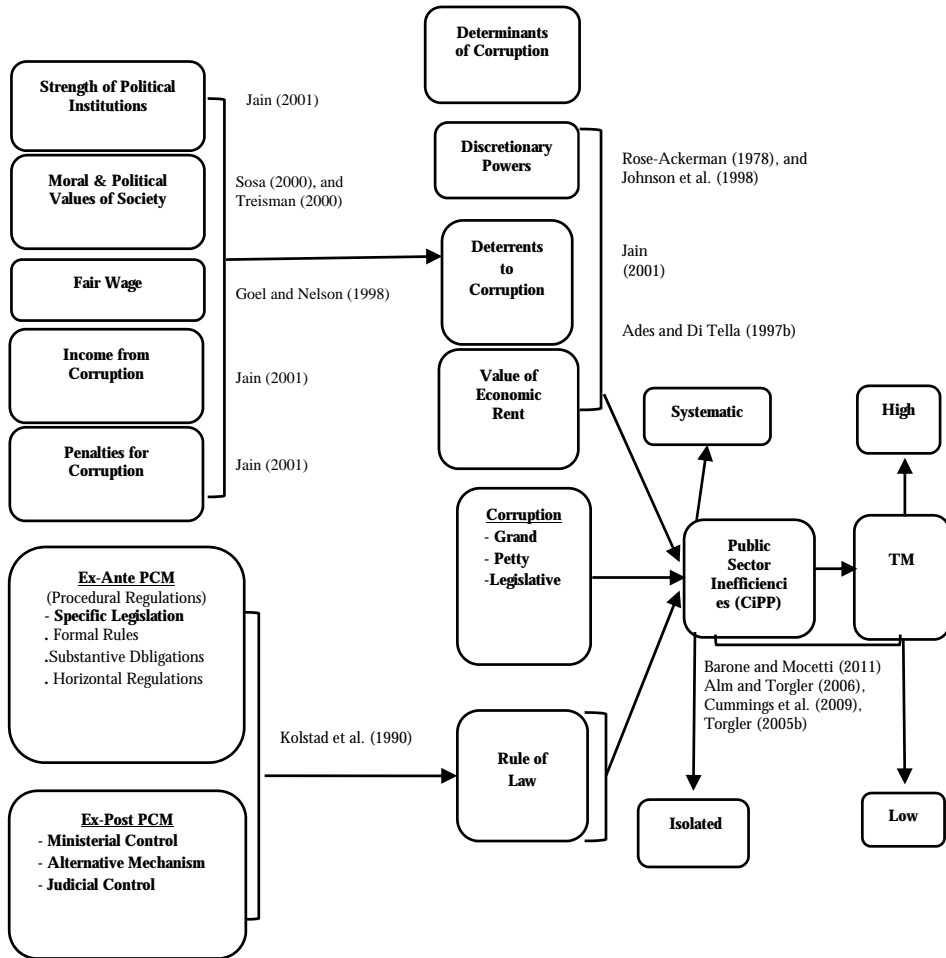 Determinants
of Corruption
Strength of Political
Institutions
Jain (2001)
Moral & Political
Values of Society
Sosa (2000), and
Treisman (2000)
Fair Wage
Goel and Nelson (1998)
Income from
Corruption
Jain (2001)
Penalties for
Corruption
Jain (2001)
Discretionary
Powers
Rose-Ackerman (1978), and
Johnson et al. (1998
Deterrents
to
Corruption
Jain
(2001)
Value of
Economic
Rent
Ades and Di Tella (1997b)
Systematic
High
Corruption
- Grand
- Petty
-Legislative
Public
Sector
Inefficienci
es (CiPP)
TM
Barone and Mocetti (2011)
Alm and Torgler (2006),
Cummings et al. (2009),
Torgler (2005b)
Ex-Ante PCM
(Procedural Regulations)
- Specific Legislation
. Formal Rules
.Substantive Dbligations
. Horizontal Regulations
Kolstad et al. (1990)
Rule of
Law
Ex-Post PCM
- Ministerial Control
- Alternative Mechanism
- Judicial Control
Isolated
Low